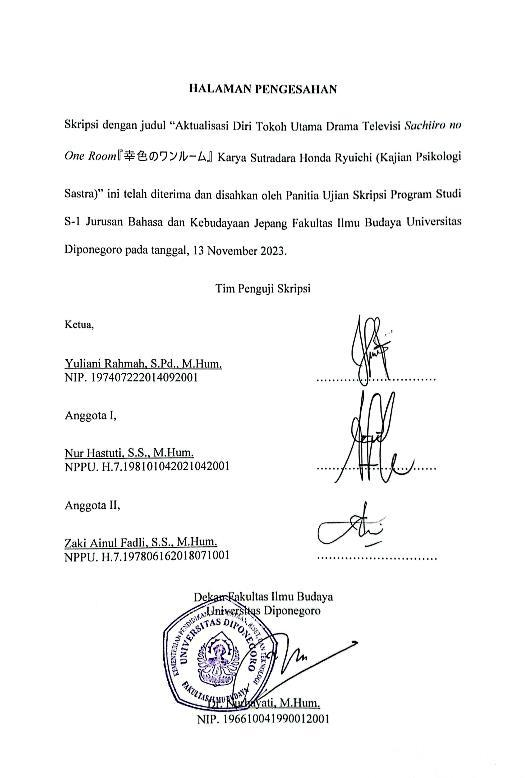 HALAMAN PENGESAHAN
Skripsi dengan judul “Aktualisasi Diri Tokoh Utama Drama Televisi Sachiiro no
One Room『幸色のワンルーム』 Karya Sutradara Honda Ryuichi (Kajian Psikologi
Sastra)” ini telah diterima dan disahkan oleh Panitia Ujian Skripsi Program Studi
S-1 Jurusan Bahasa dan Kebudayaan Jepang Fakultas Ilmu Budaya Universitas
Diponegoro pada tanggal, 13 November 2023.
Tim Penguji Skripsi
Ketua,
Yuliani Rahmah, S.Pd., M.Hum.
NIP. 197407222014092001
Anggota I,
Nur Hastuti, S.S., M.Hum.
NPPU. H.7.198101042021042001
Anggota II,
Zaki Ainul Fadli, S.S., M.Hum.
NPPU. H.7.197806162018071001
Dekan Fakultas Ilmu Budaya
Universitas Diponegoro
UNIVERSITAS DIPONEGORO
FAKULTAS ILMU BUDAYA
Dr. Nurhayati, M.Hum.
NIP. 196610041990012001